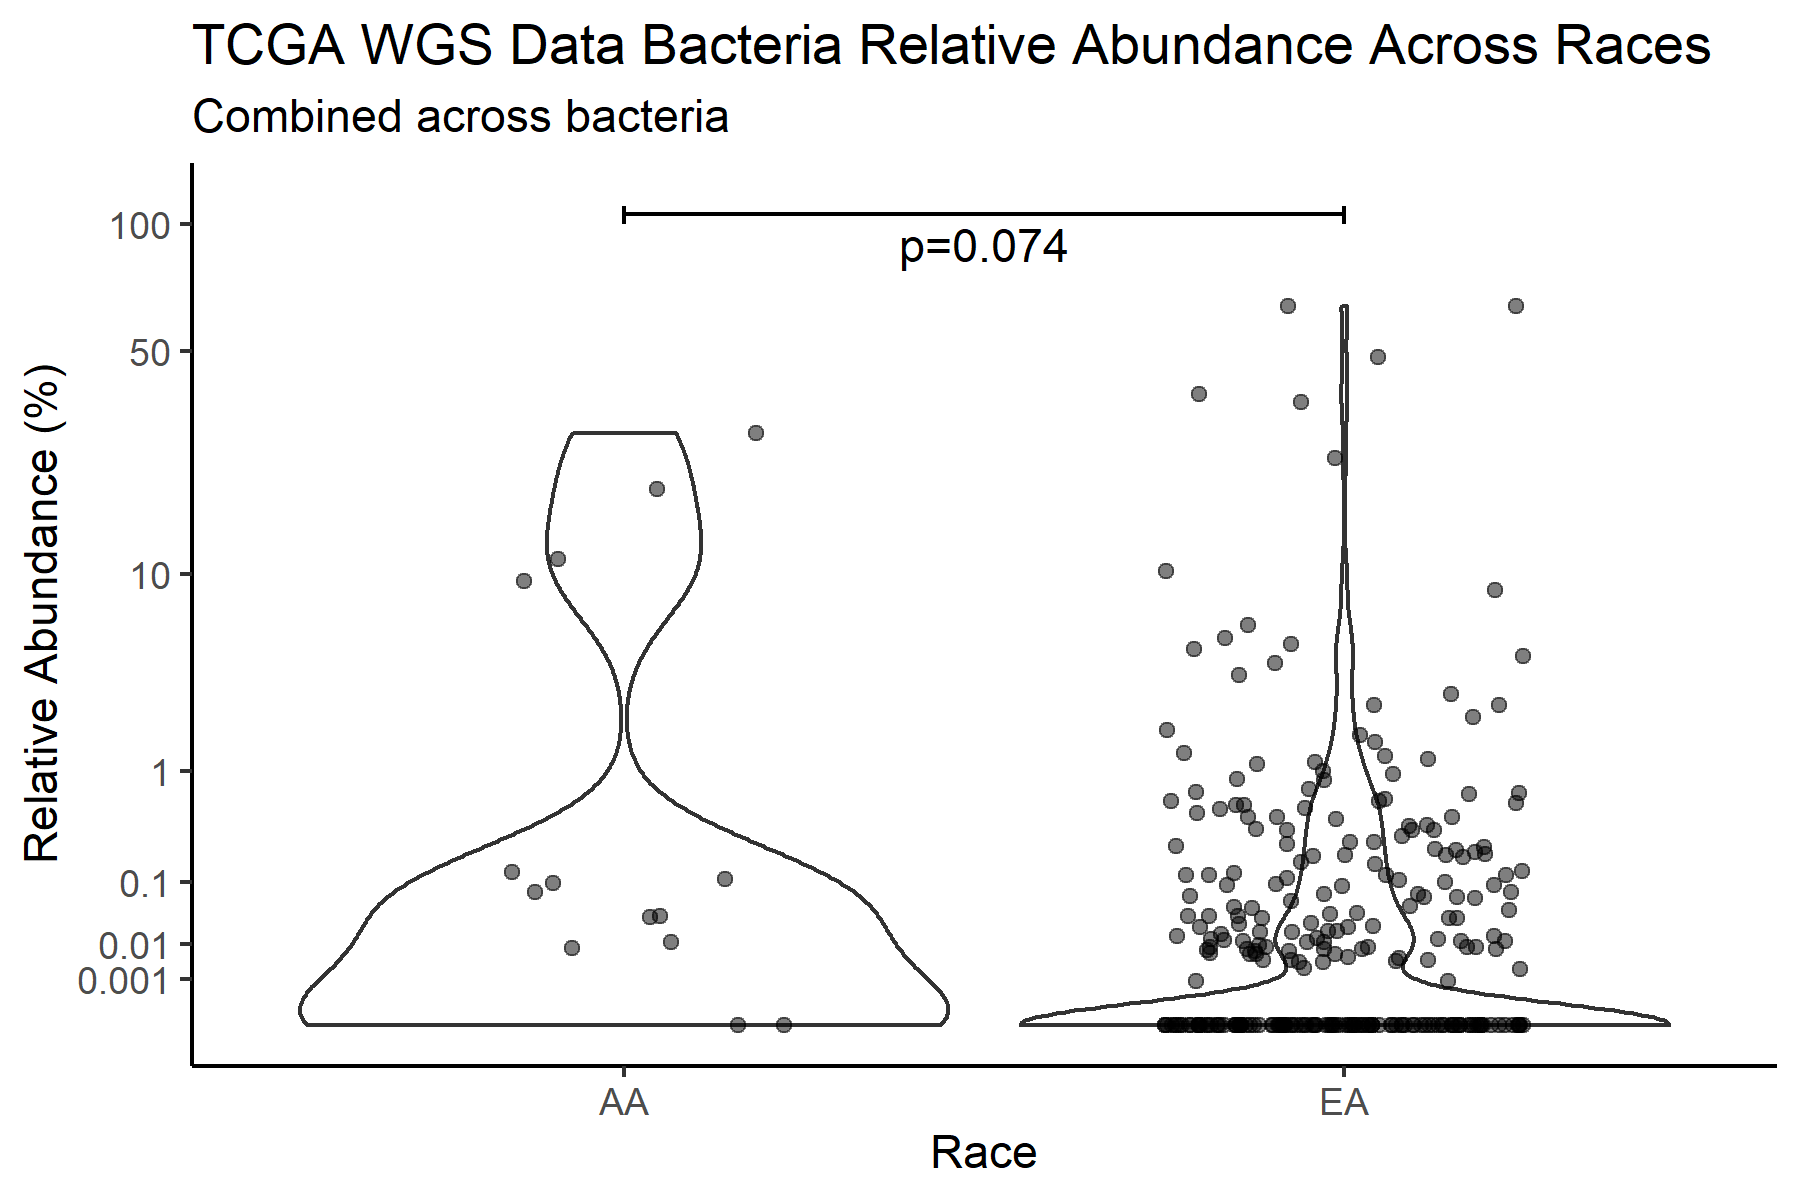 TCGA WGS Data Bacteria Relative Abundance Across Races
Combined across bacteria
100
50
10
1
0.1
0.01
0.001
Relative Abundance (%)
p=0.074
AA
EA
Race